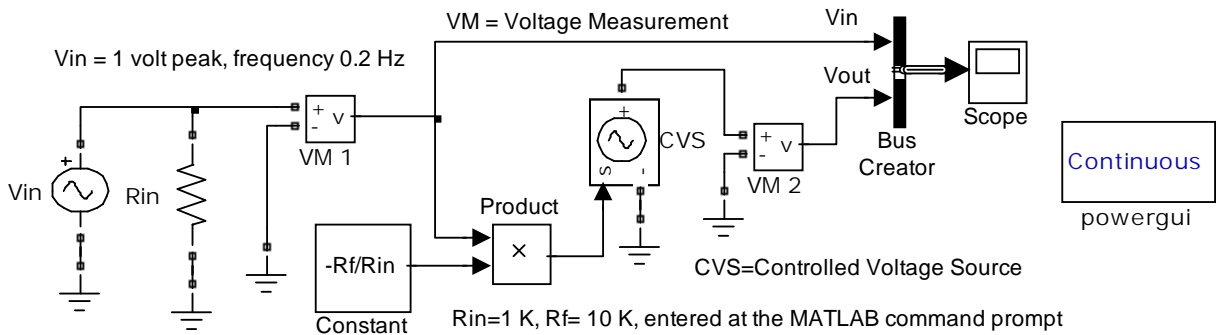 VM = Voltage Measurement
Vin
Vin = 1 volt peak, frequency 0.2 Hz
Vout
+
-
v
VM 1
+
CVS
s
-
+
-
v
VM 2
Bus
Creator
Scope
Continuous
powergui
+
Vin
Rin
Product
×
-Rf/Rin
Constant
CVS=Controlled Voltage Source
Rin=1 K, Rf= 10 K, entered at the MATLAB command prompt